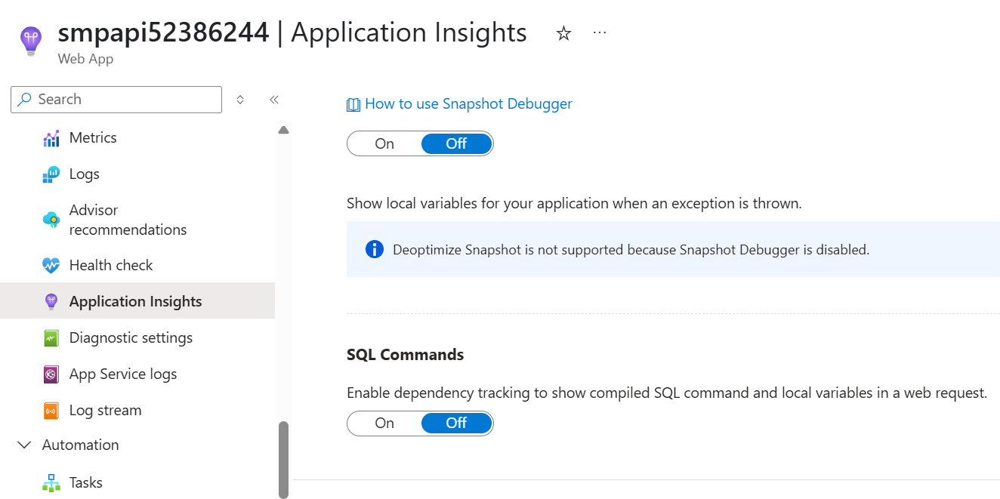 smpapi52386244 | Application Insights
Web App
Search
Metrics
Logs
Advisor
recommendations
Health check
Application Insights
Diagnostic settings
App Service logs
Log stream
Automation
Tasks
How to use Snapshot Debugger
On Off
Show local variables for your application when an exception is thrown.
Deoptimize Snapshot is not supported because Snapshot Debugger is disabled.
SQL Commands
Enable dependency tracking to show compiled SQL command and local variables in a web request.
On Off